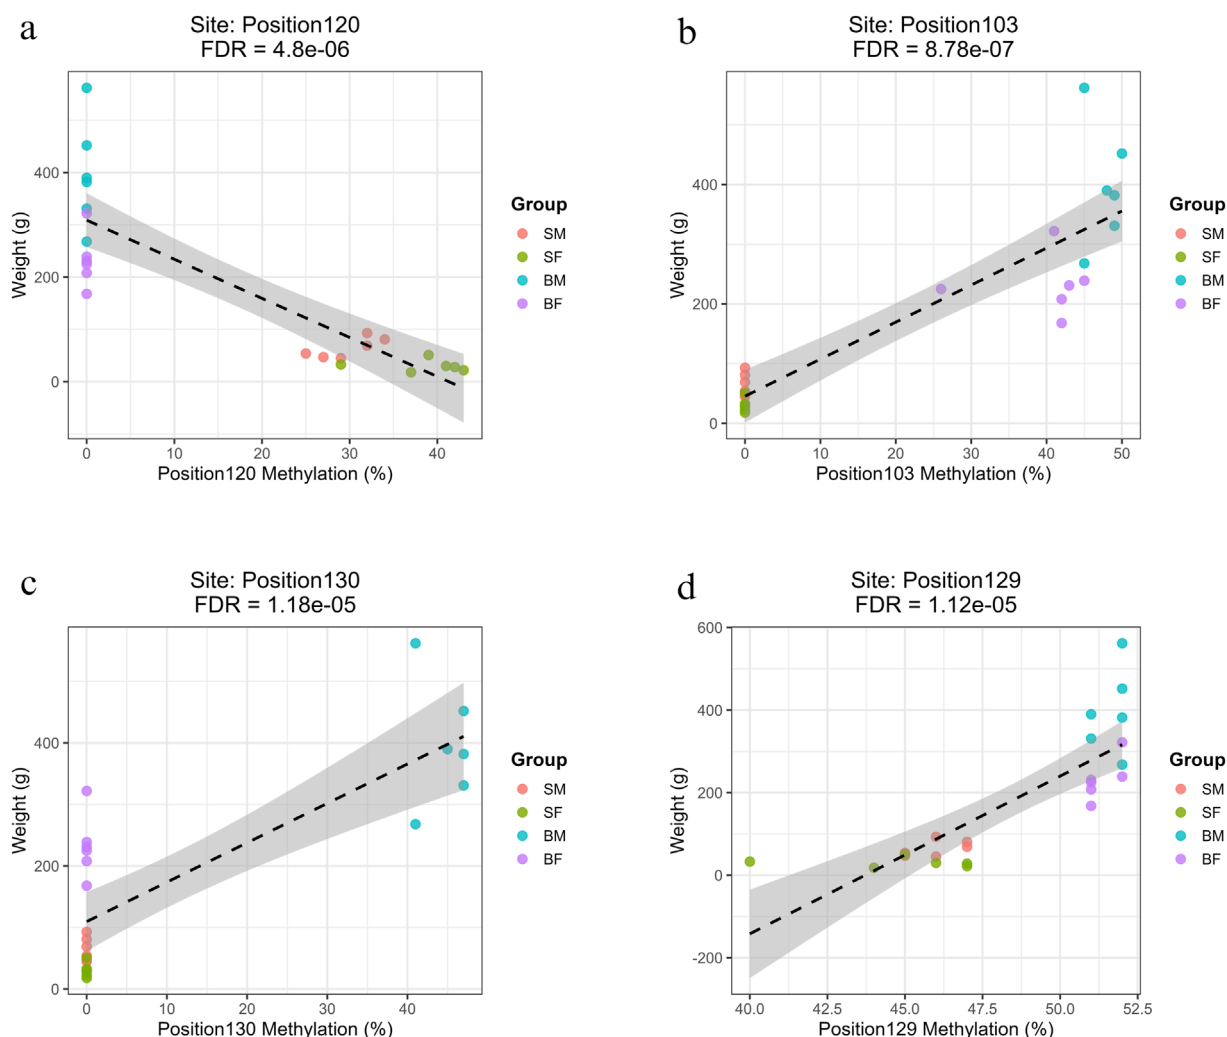 a
Site: Position120
FDR = 4.8e-06
Weight (g)
400
200
0
0
10
20
30
40
Position120 Methylation (%)
Group
SM
SF
BM
BF
b
Site: Position103
FDR = 8.78e-07
Weight (g)
400
200
0
0
10
20
30
40
50
Position103 Methylation (%)
Group
SM
SF
BM
BF
c
Site: Position130
FDR = 1.18e-05
Weight (g)
400
200
0
0
10
20
30
40
Position130 Methylation (%)
Group
SM
SF
BM
BF
d
Site: Position129
FDR = 1.12e-05
Weight (g)
600
400
200
0
-200
40.0
42.5
45.0
47.5
50.0
52.5
Position129 Methylation (%)
Group
SM
SF
BM
BF